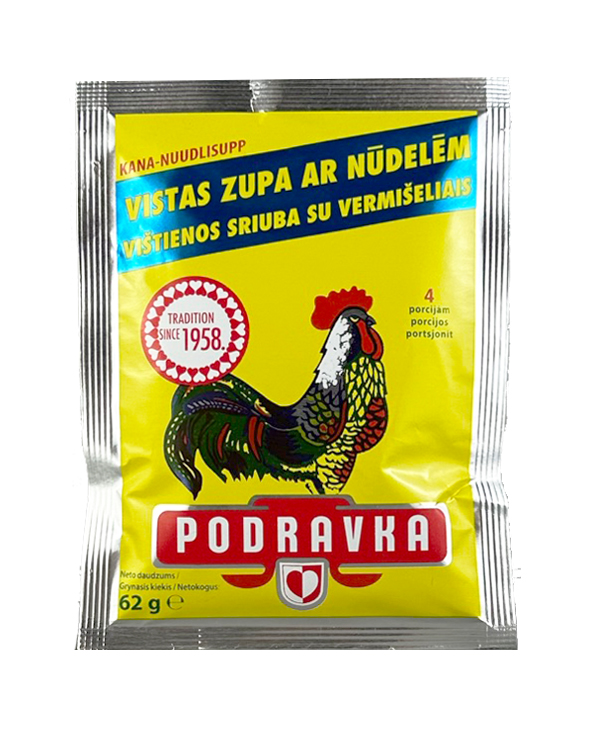 KANA-NUUDLISUPP
VISTAS ZUPA AR NŪDELĒM
VIŠTIENOS SRIUBA SU VERMIŠELIAIS
TRADITION
SINCE 1958.
4
porcijām
porcijos
portsjonit
PODRAVKA
Neto daudzums /
Grynasis kiekis / Netokogus:
62 g ℮